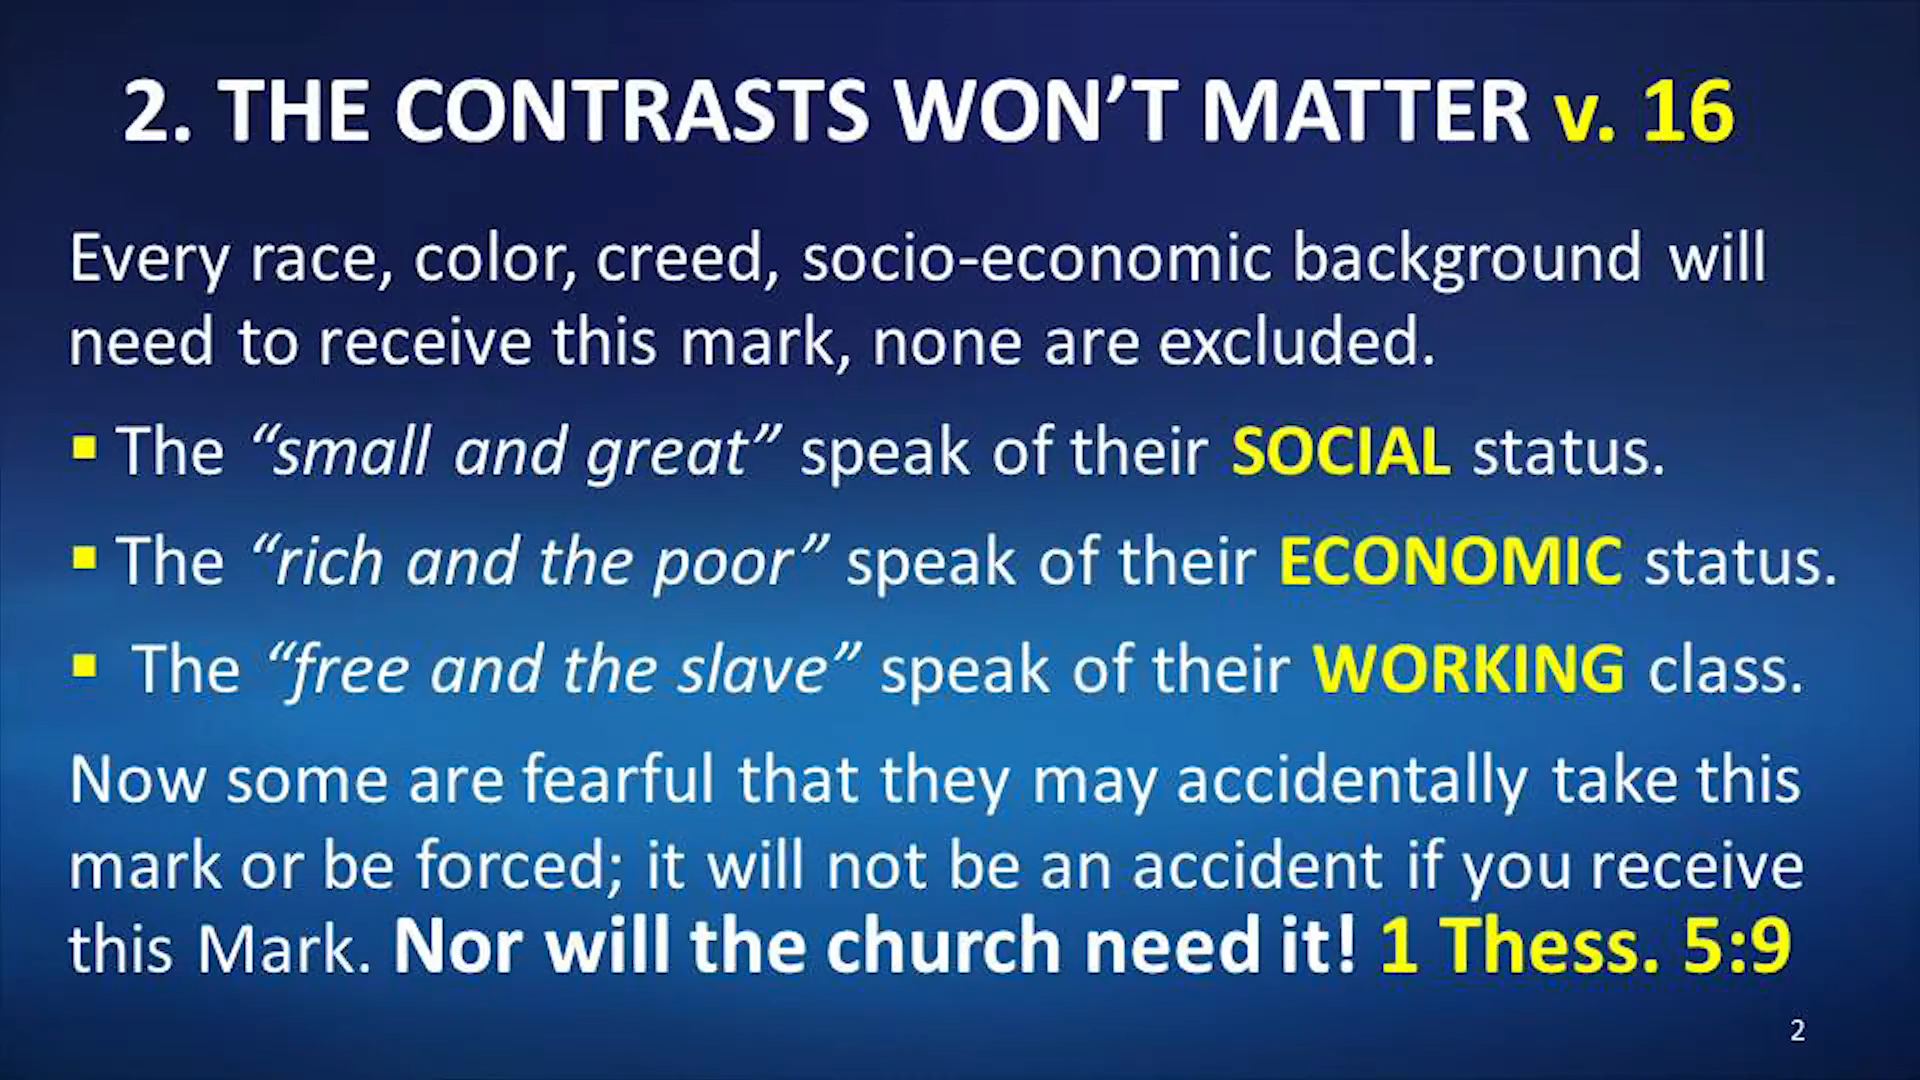 2. THE CONTRASTS WON’T MATTER v. 16
Every race, color, creed, socio-economic background will
need to receive this mark, none are excluded.
▪ The “small and great” speak of their SOCIAL status.
▪ The “rich and the poor” speak of their ECONOMIC status.
▪ The “free and the slave” speak of their WORKING class.
Now some are fearful that they may accidentally take this
mark or be forced; it will not be an accident if you receive
this Mark. Nor will the church need it! 1 Thess. 5:9
2